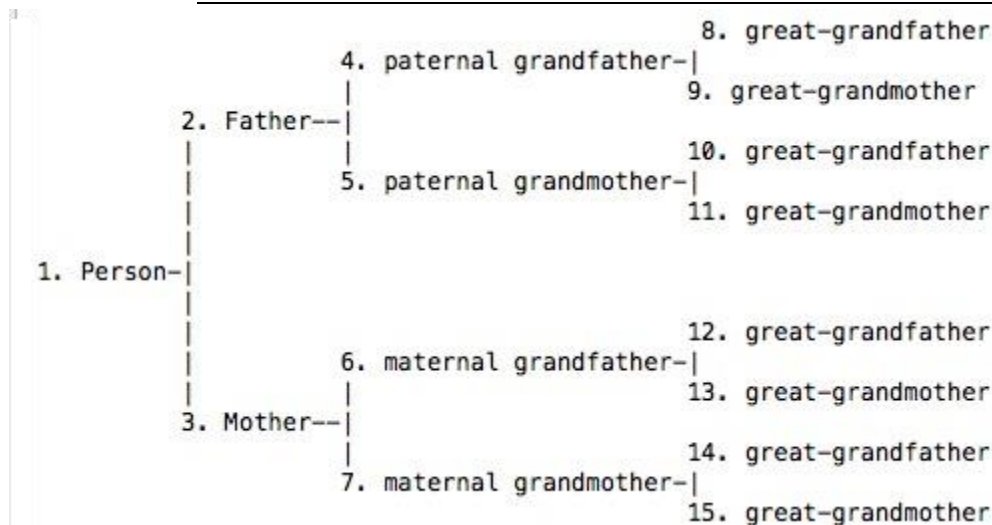 8. great-grandfather
4. paternal grandfather-|
9. great-grandmother
2. Father--|
10. great-grandfather
5. paternal grandmother-|
11. great-grandmother
1. Person-|
12. great-grandfather
6. maternal grandfather-|
13. great-grandmother
3. Mother--|
14. great-grandfather
7. maternal grandmother-|
15. great-grandmother